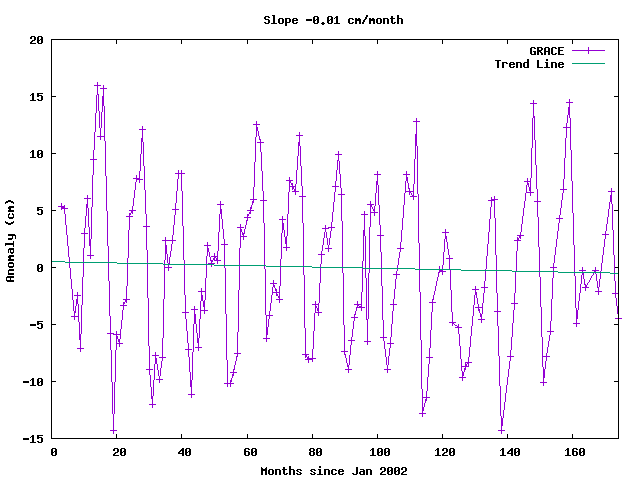 Slope -0.01 cm/month
20
GRACE
Trend Line
15
10
5
0
-5
-10
-15
Anomaly (cm)
0 20 40 60 80 100 120 140 160
Months since Jan 2002